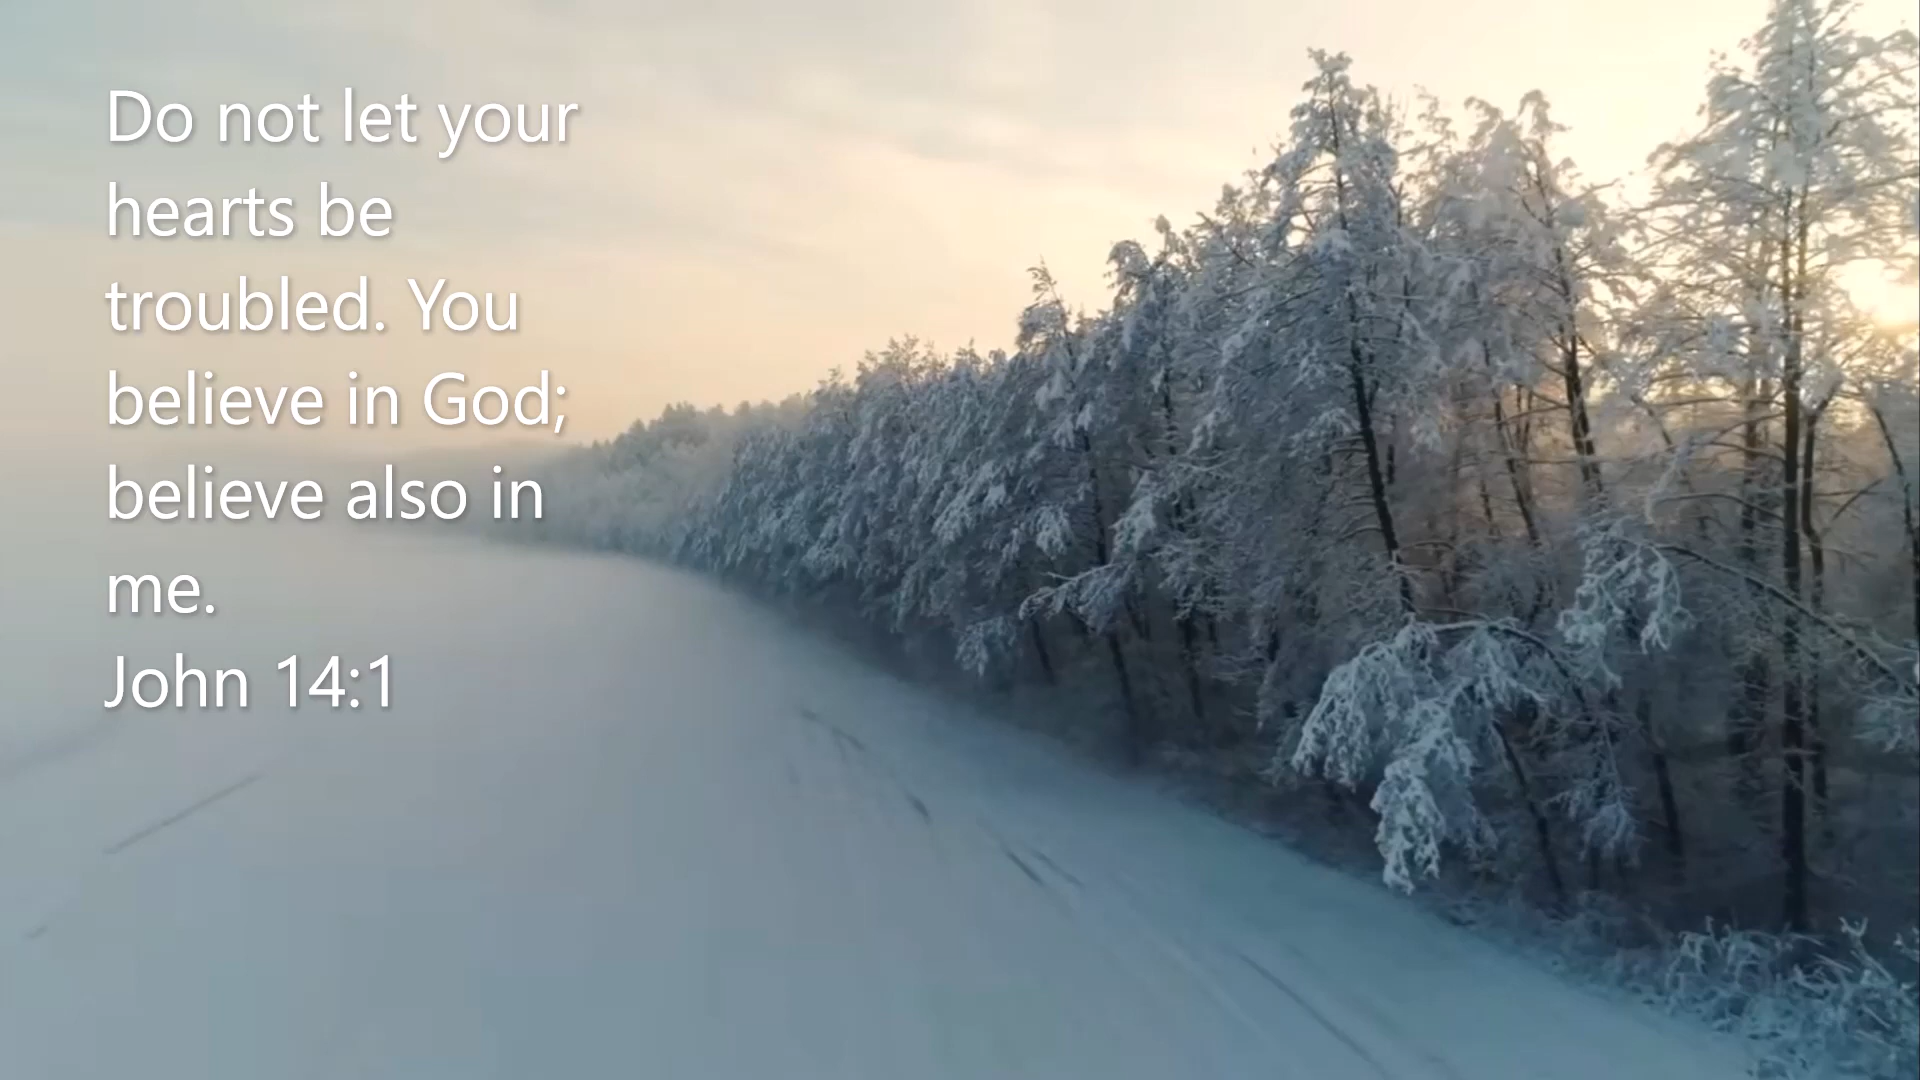 Do not let your
hearts be
troubled. You
believe in God;
believe also in
me.
John 14:1